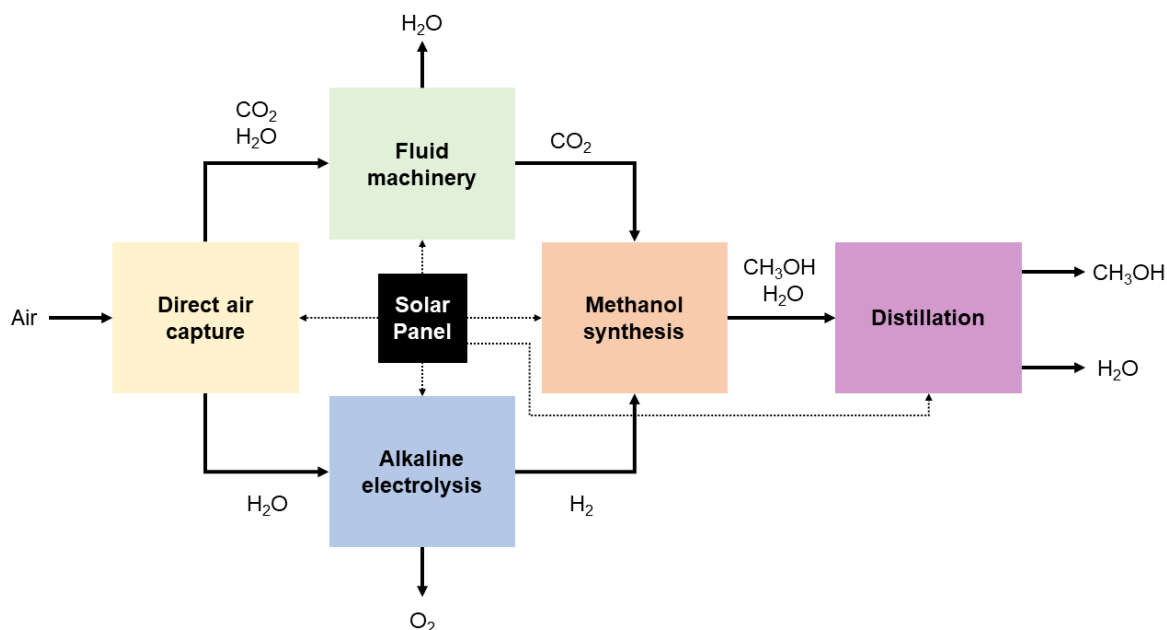 H₂O
CO₂
H₂O
Fluid
machinery
CO₂
Air
Direct air
capture
Solar
Panel
Methanol
synthesis
CH₃OH
H₂O
Distillation
CH₃OH
H₂O
H₂O
Alkaline
electrolysis
H₂
O₂